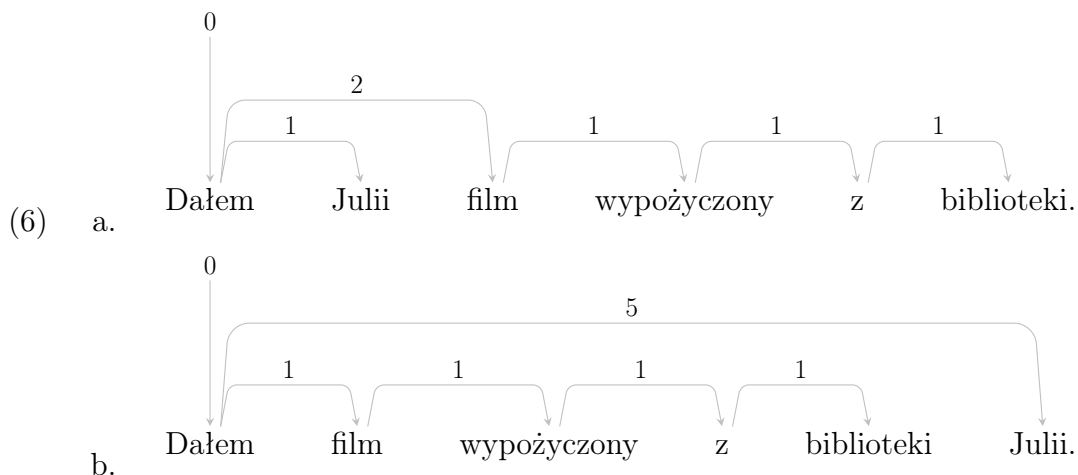 0
2
1 1 1 1
Dałem Julii film wypożyczony z biblioteki.
(6) a.
0
5
1 1 1 1
Dałem film wypożyczony z biblioteki Julii.
b.